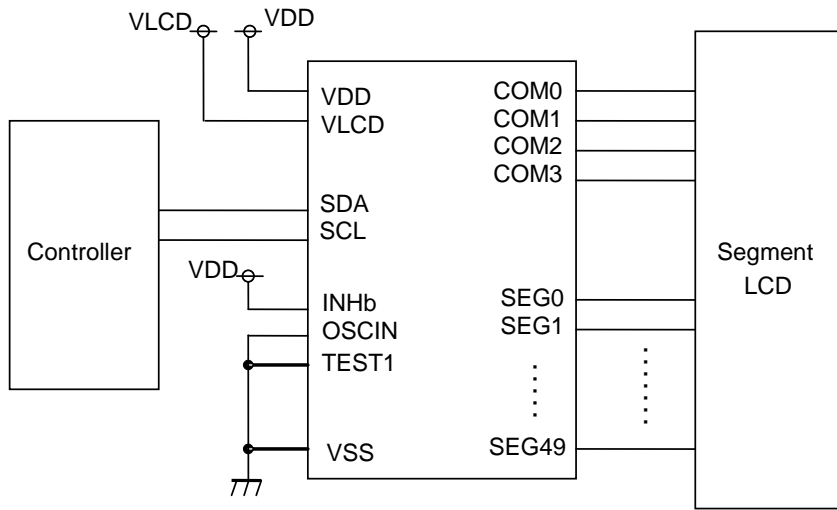 VLCD
VDD
VDD
VLCD
SDA
SCL
Controller
VDD
INHb
OSCIN
TEST1
VSS
COM0
COM1
COM2
COM3
SEG0
SEG1
SEG49
Segment
LCD